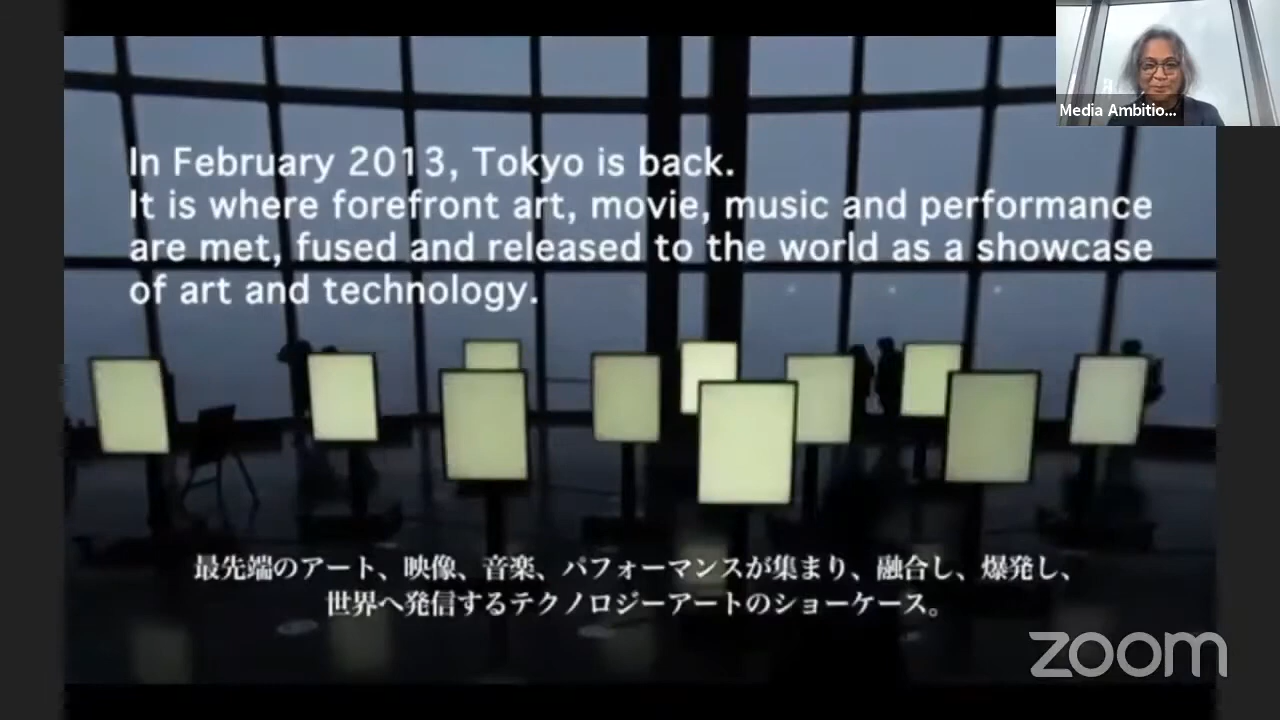 Media Ambitio...
In February 2013, Tokyo is back.
It is where forefront art, movie, music and performance
are met, fused and released to the world as a showcase
of art and technology.
最先端のアート、映像、音楽、パフォーマンスが集まり、融合し、爆発し、
世界へ発信するテクノロジーアートのショーケース。
zoom